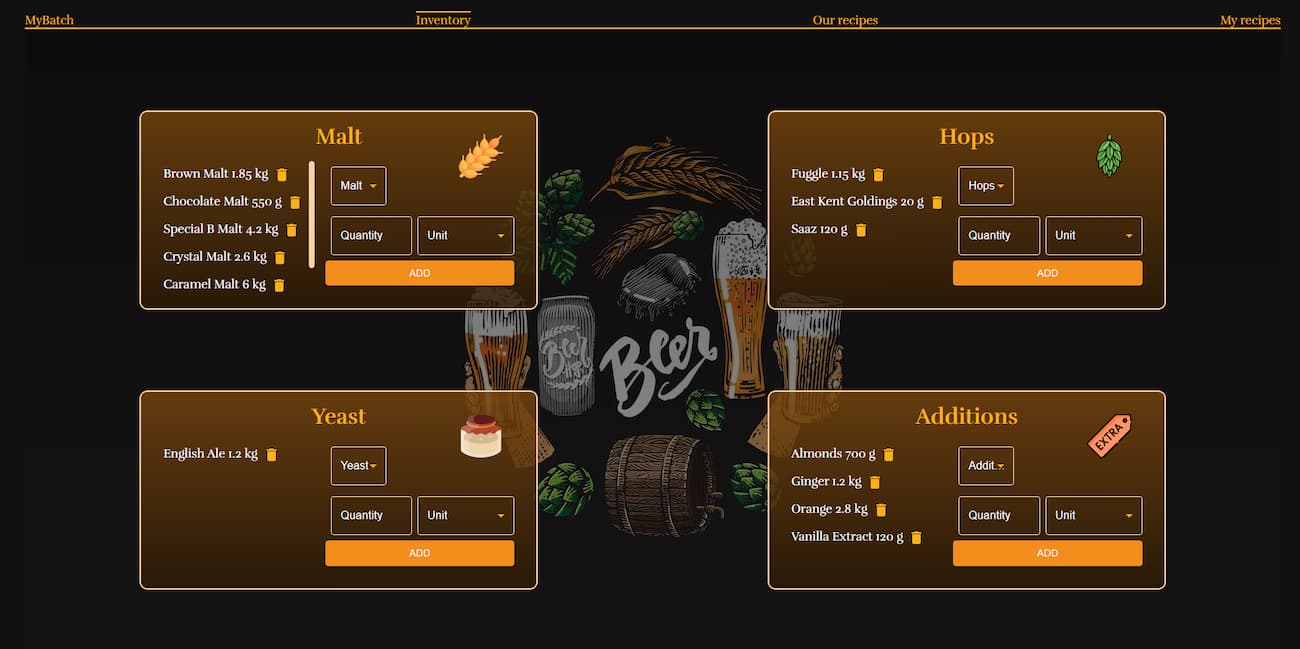 MyBatch
Inventory
Our recipes
My recipes
Malt
Brown Malt 1.85 kg
Chocolate Malt 550 g
Special B Malt 4.2 kg
Crystal Malt 2.6 kg
Caramel Malt 6 kg
Malt
Quantity
Unit
ADD
Hops
Fuggle 1.15 kg
East Kent Goldings 20 g
Saaz 120 g
Hops
Quantity
Unit
ADD
Beer
Beer
Yeast
English Ale 1.2 kg
Yeast
Quantity
Unit
ADD
Additions
EXTRA
Almonds 700 g
Ginger 1.2 kg
Orange 2.8 kg
Vanilla Extract 120 g
Addit...
Quantity
Unit
ADD